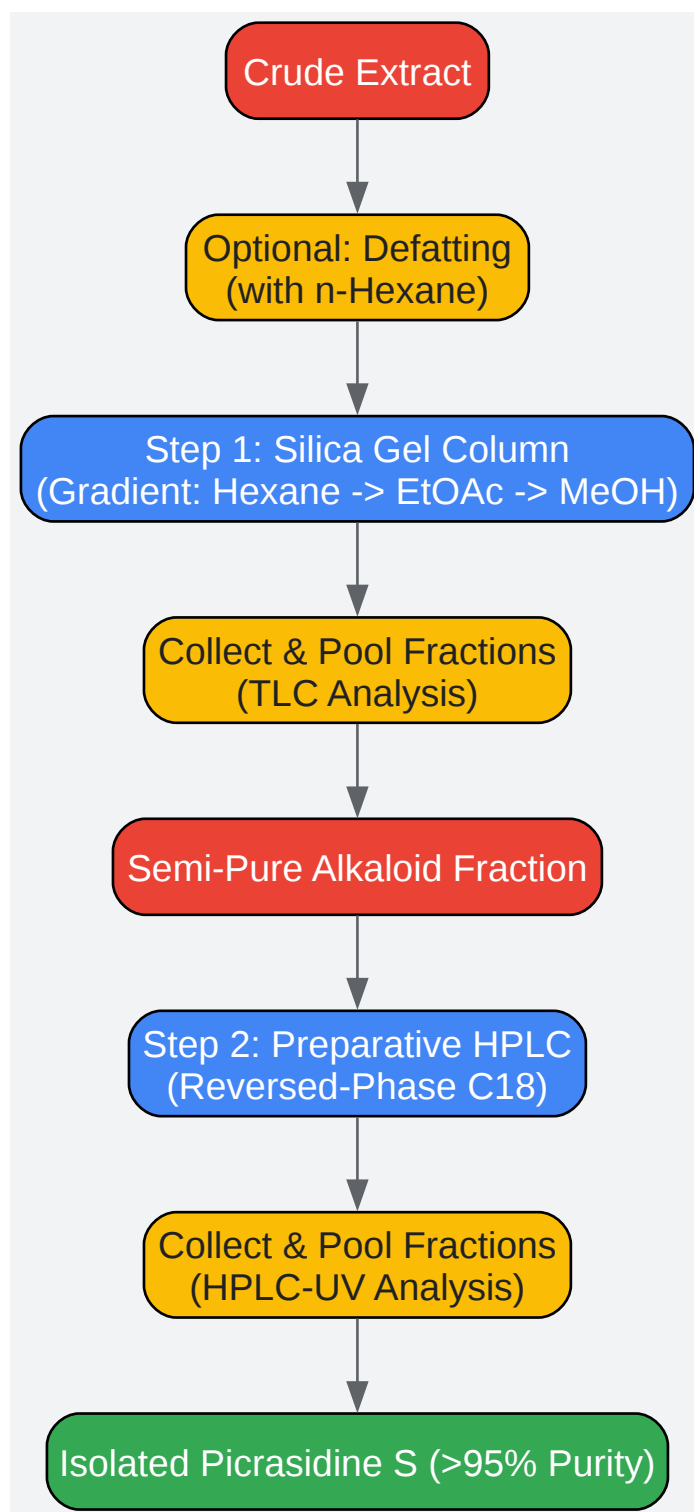 Crude Extract
Optional: Defatting
(with n-Hexane)
Step 1: Silica Gel Column
(Gradient: Hexane -> EtOAc -> MeOH)
Collect & Pool Fractions
(TLC Analysis)
Semi-Pure Alkaloid Fraction
Step 2: Preparative HPLC
(Reversed-Phase C18)
Collect & Pool Fractions
(HPLC-UV Analysis)
Isolated Picrasidine S (>95% Purity)